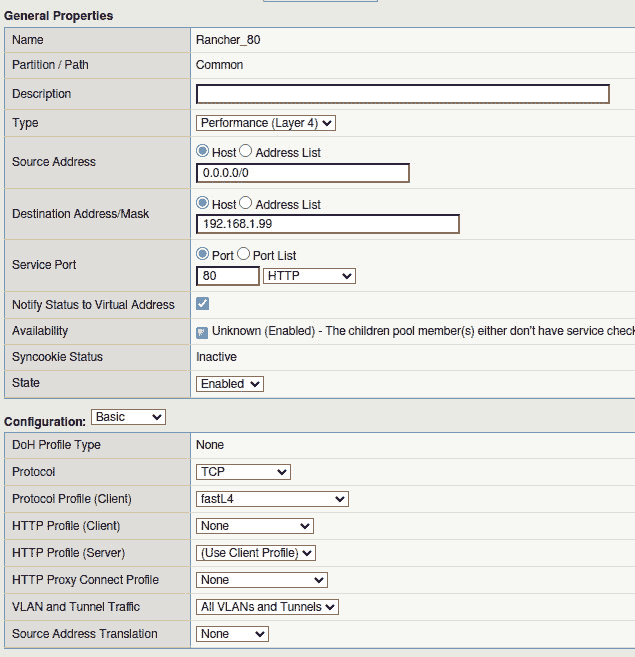 General Properties
Name Rancher_80
Partition / Path Common
Description
Type Performance (Layer 4)
Source Address Host Address List
0.0.0.0/0
Destination Address/Mask Host Address List
192.168.1.99
Service Port Port Port List
80 HTTP
Notify Status to Virtual Address
Availability Unknown (Enabled) - The children pool member(s) either don't have service check
Syncookie Status Inactive
State Enabled
Configuration: Basic
DoH Profile Type None
Protocol TCP
Protocol Profile (Client) fastL4
HTTP Profile (Client) None
HTTP Profile (Server) (Use Client Profile)
HTTP Proxy Connect Profile None
VLAN and Tunnel Traffic All VLANs and Tunnels
Source Address Translation None